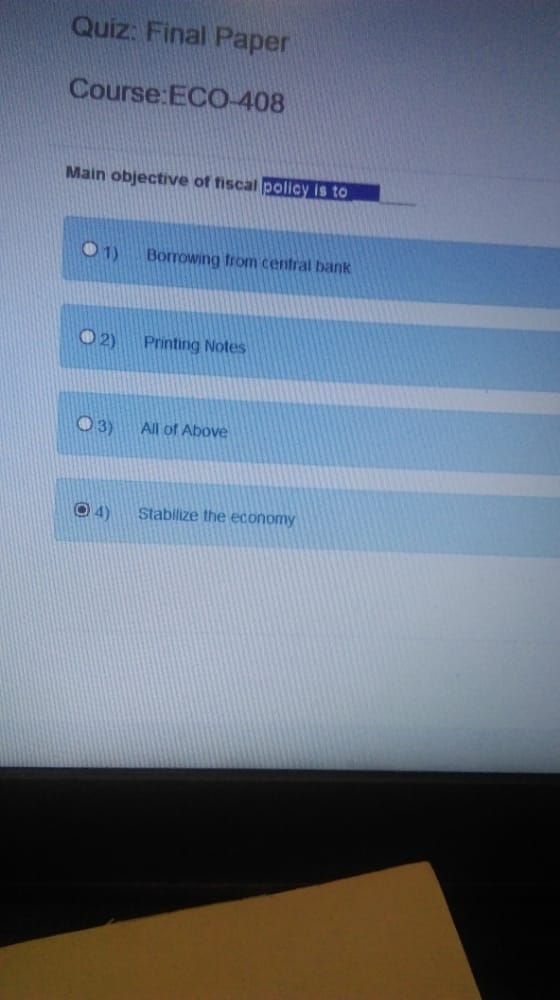 Quiz: Final Paper
Course:ECO-408
Main objective of fiscal policy is to ______
1) Borrowing from central bank
2) Printing Notes
3) All of Above
4) Stabilize the economy